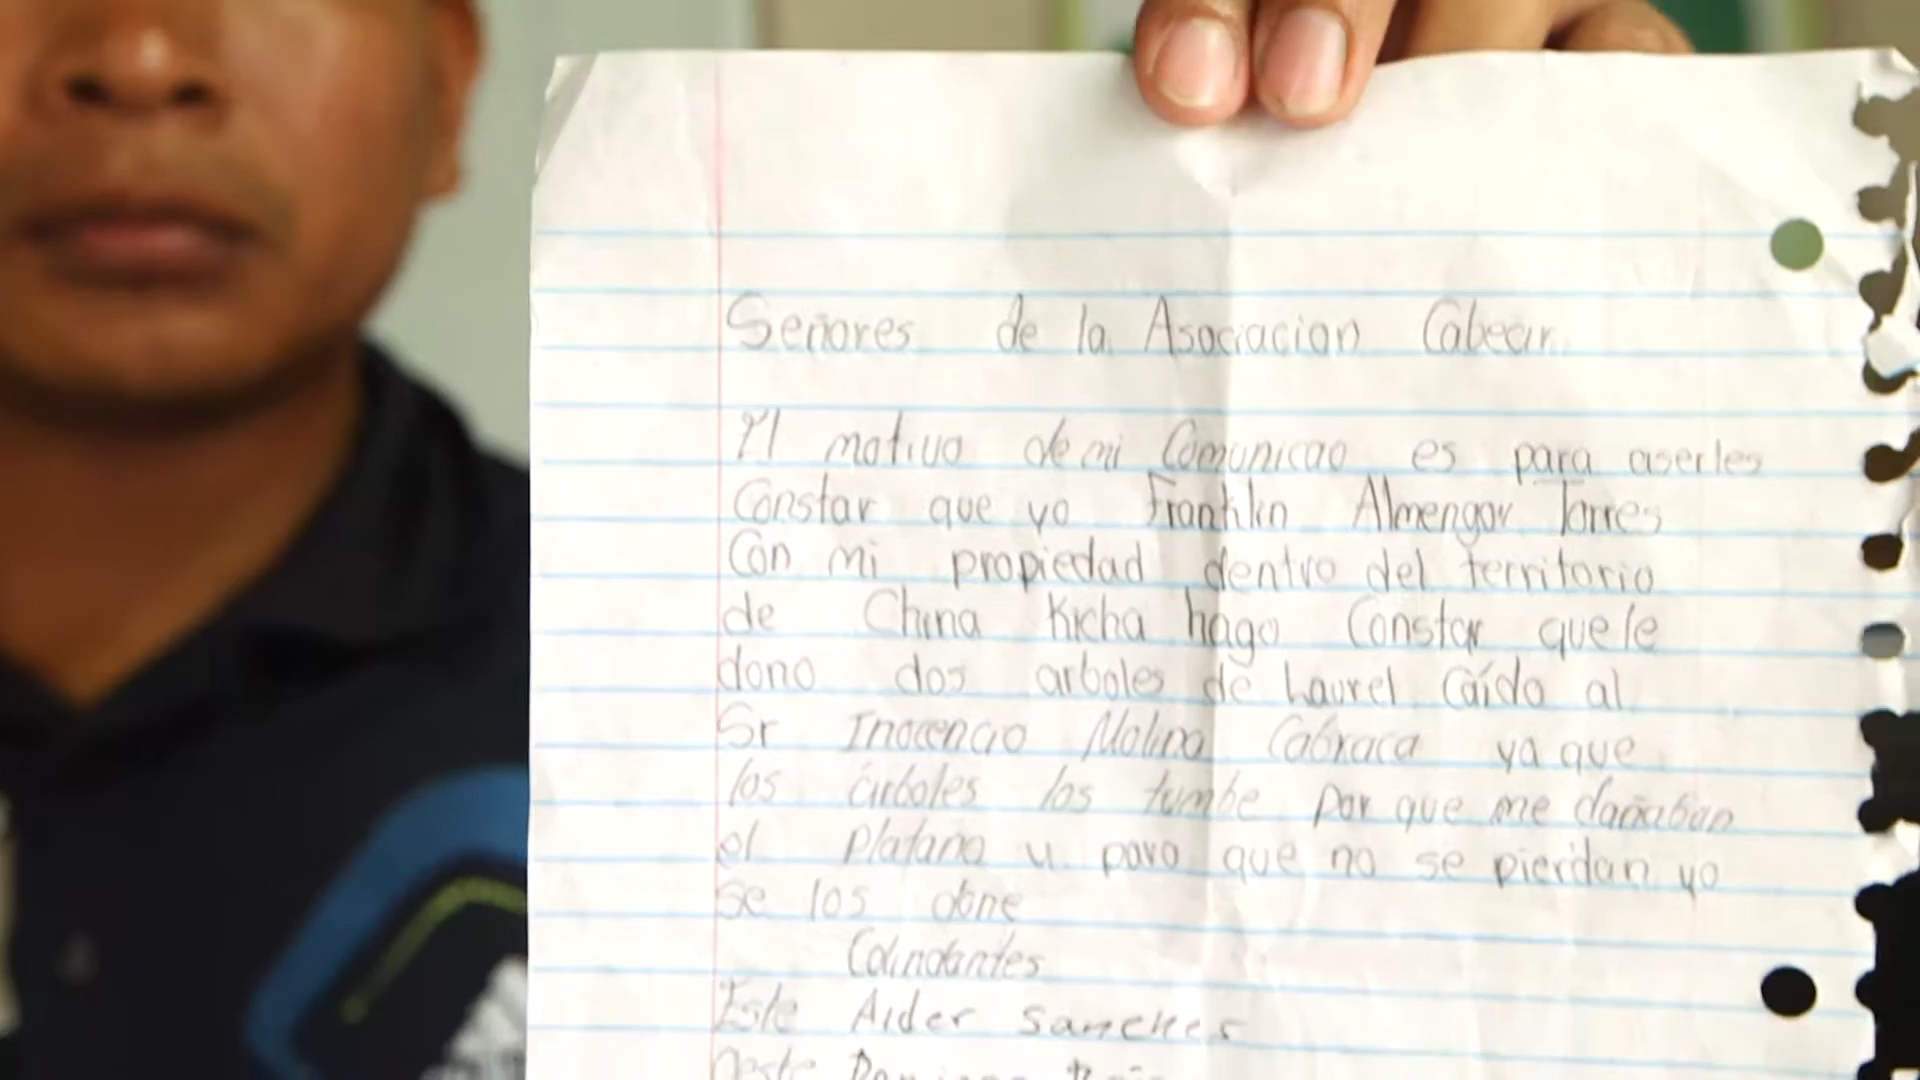 Señores de la Asociacion Cabecar.
El motivo de mi Comunicao es para aserles
Constar que yo Franklin Almengor Torres
Con mi propiedad dentro del territorio
de China Kicha hago Constar que le
dono dos arboles de Laurel Caído al
Sr Inocencio Molina Cabraca ya que
los árboles los tumbe por que me dañaban
el platano y para que no se pierdan yo
se los done
Colindantes
Este Aider Sanches
Oeste